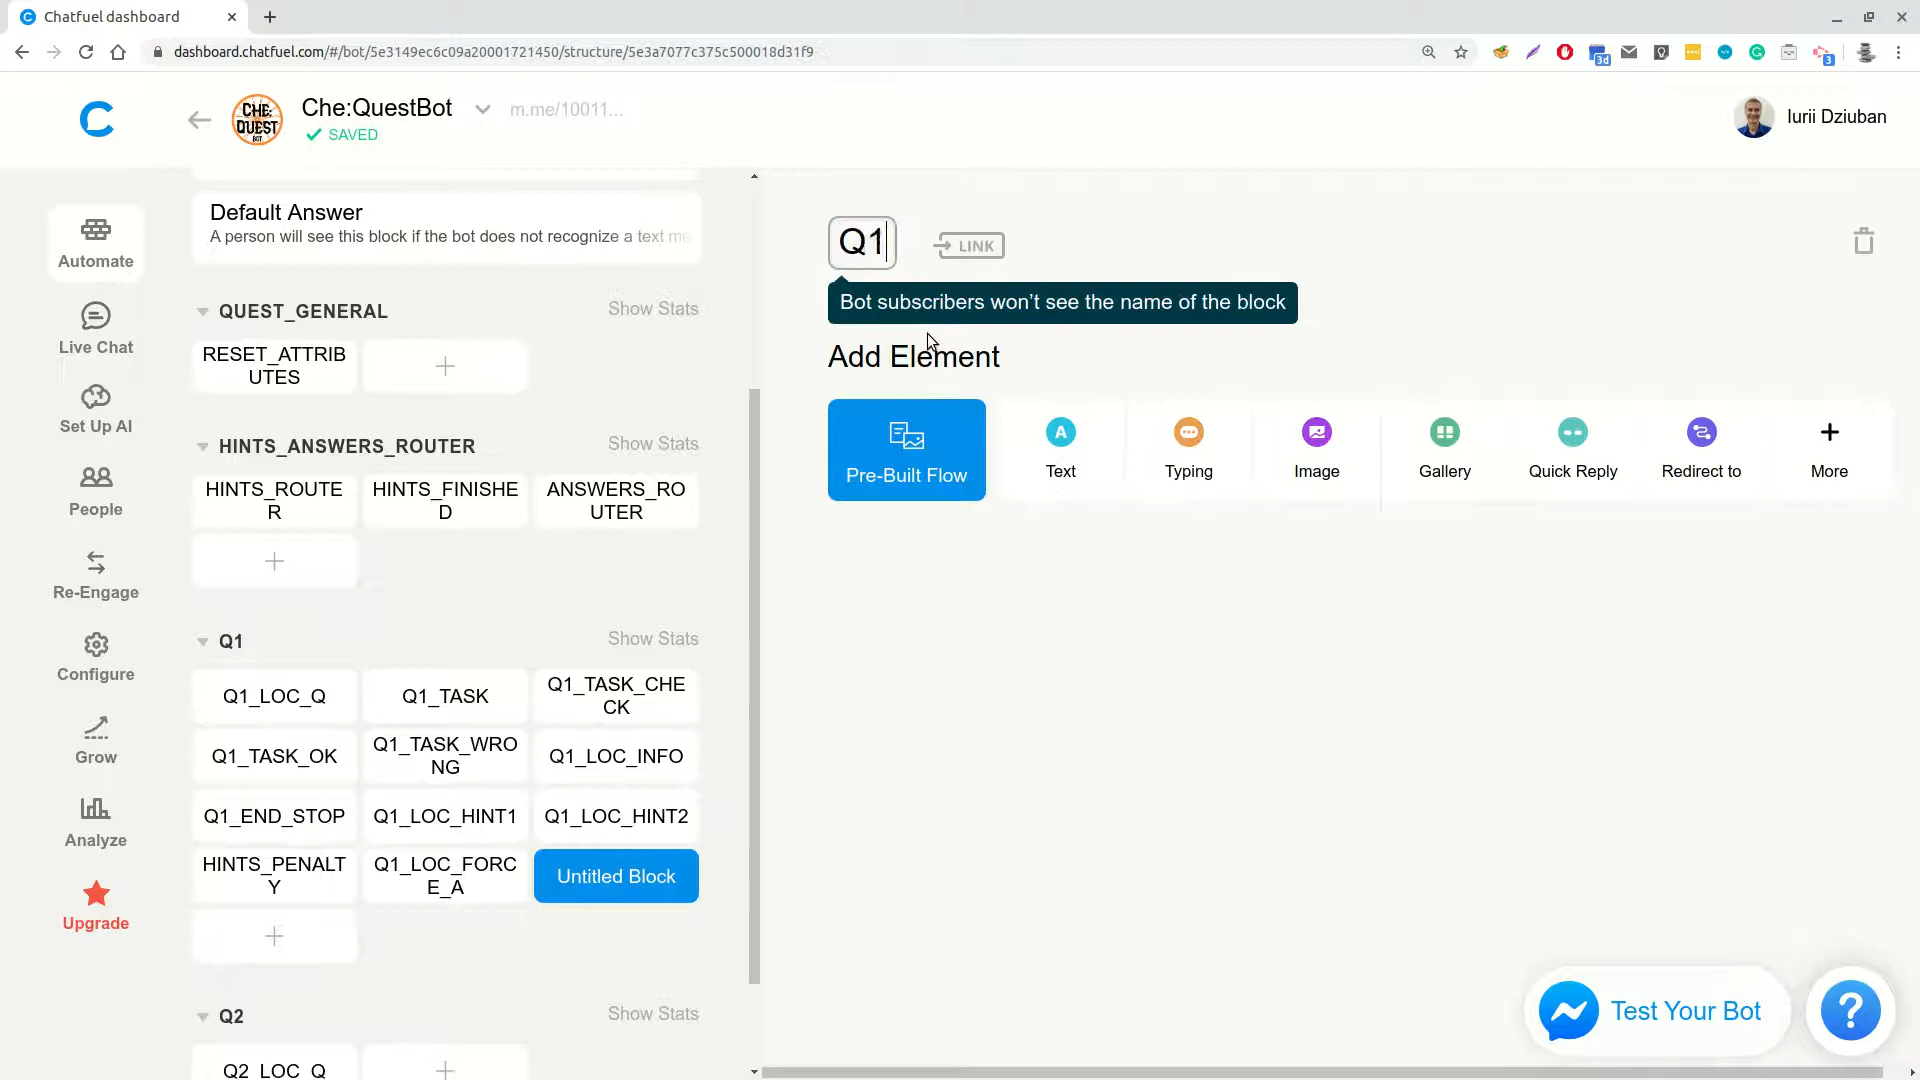 Chatfuel dashboard
dashboard.chatfuel.com/#/bot/5e3149ec6c09a20001721450/structure/5e3a7077c375c500018d31f9
3d
3
CHE:
QUEST
BOT
Che:QuestBot
m.me/10011...
SAVED
Iurii Dziuban
Automate
Live Chat
Set Up AI
People
Re-Engage
Configure
Grow
Analyze
Upgrade
Default Answer
A person will see this block if the bot does not recognize a text me
QUEST_GENERAL
Show Stats
RESET_ATTRIB
UTES
HINTS_ANSWERS_ROUTER
Show Stats
HINTS_ROUTE
R
HINTS_FINISHE
D
ANSWERS_RO
UTER
Q1
Show Stats
Q1_LOC_Q
Q1_TASK
Q1_TASK_CHE
CK
Q1_TASK_OK
Q1_TASK_WRO
NG
Q1_LOC_INFO
Q1_END_STOP
Q1_LOC_HINT1
Q1_LOC_HINT2
HINTS_PENALT
Y
Q1_LOC_FORC
E_A
Untitled Block
Q2
Show Stats
Q2_LOC_Q
Q1
LINK
Bot subscribers won't see the name of the block
Add Element
Pre-Built Flow
Text
Typing
Image
Gallery
Quick Reply
Redirect to
More
Test Your Bot
?